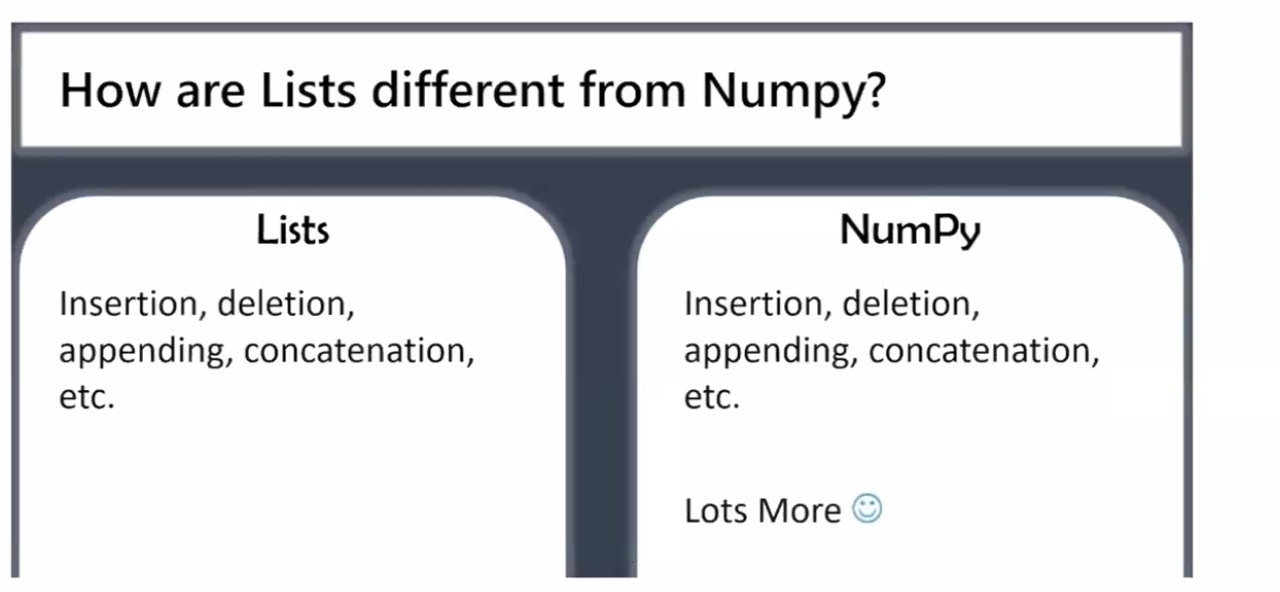 How are Lists different from Numpy?
Lists
Insertion, deletion,
appending, concatenation,
etc.
NumPy
Insertion, deletion,
appending, concatenation,
etc.
Lots More ☺